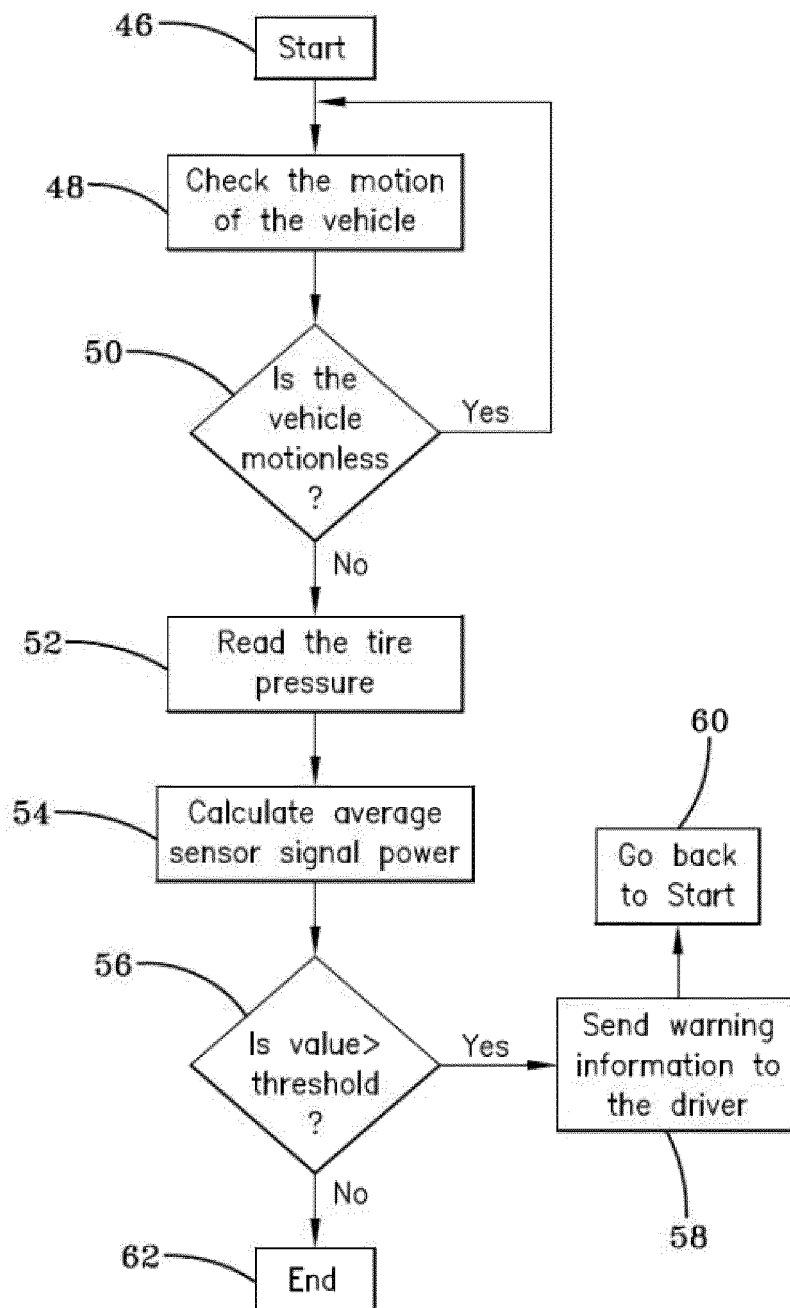 46
Start
48
Check the motion
of the vehicle
50
Is the
vehicle
motionless
?
Yes
No
52
Read the tire
pressure
54
Calculate average
sensor signal power
60
Go back
to Start
56
Is value>
threshold
?
Yes
Send warning
information to
the driver
58
No
62
End